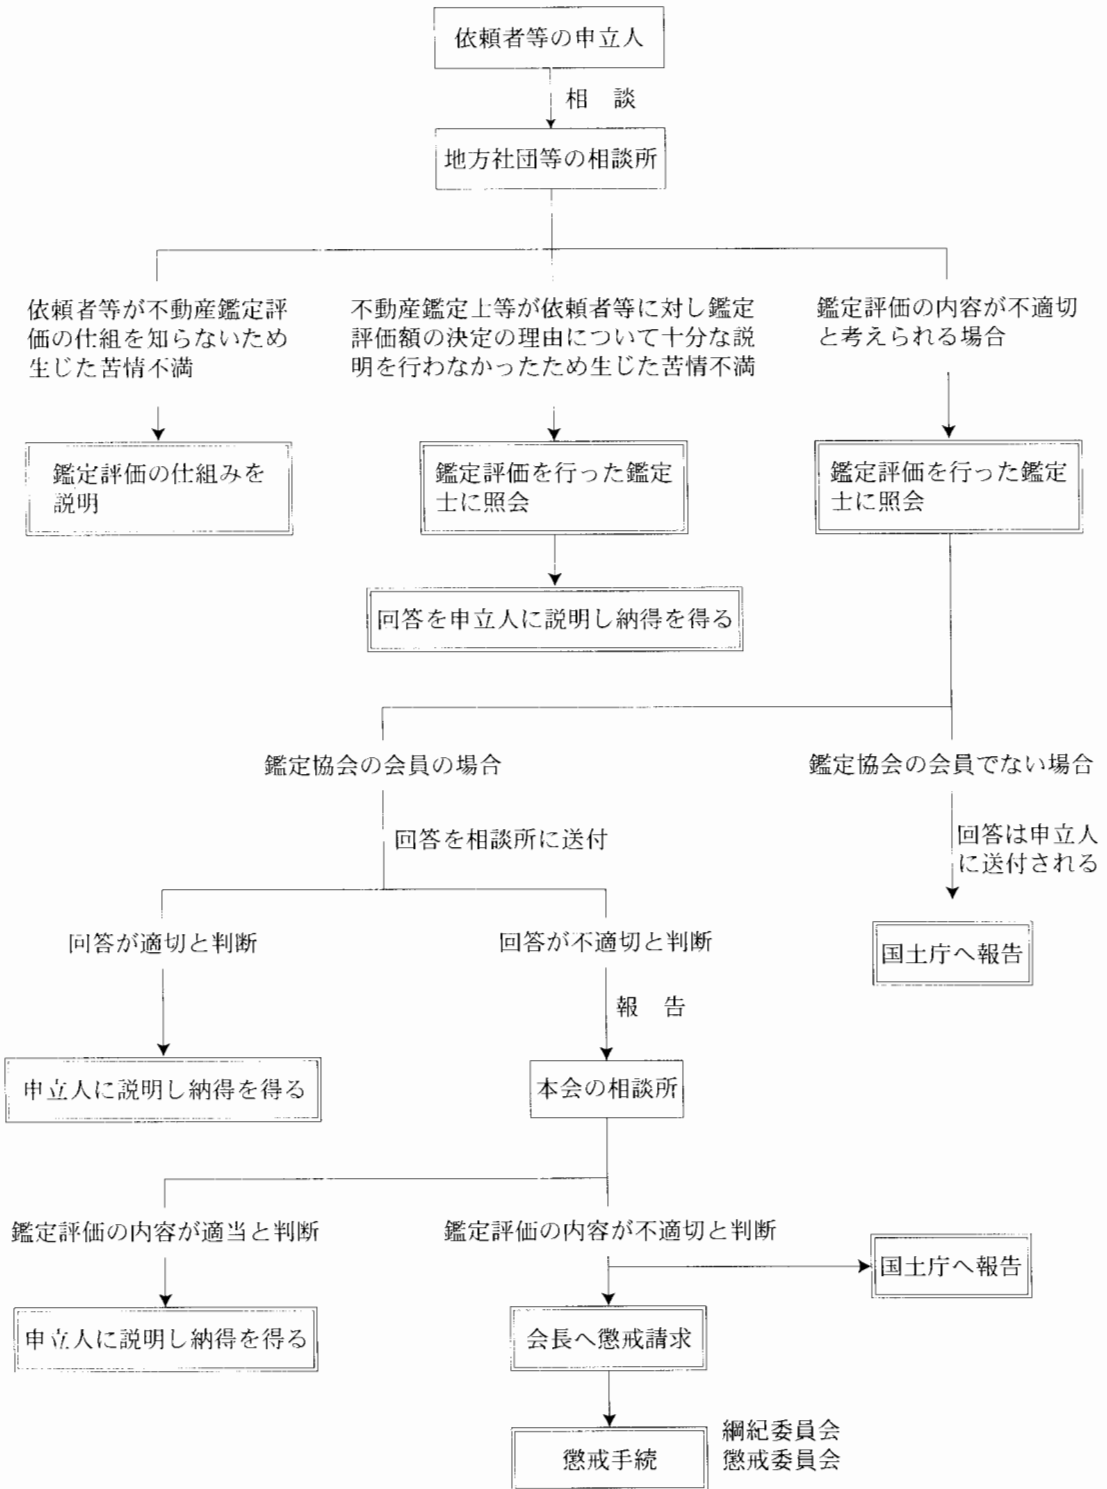 依頼者等の申立人
相　談
地方社団等の相談所
依頼者等が不動産鑑定評
価の仕組を知らないため
生じた苦情不満
不動産鑑定上等が依頼者等に対し鑑定
評価額の決定の理由について十分な説
明を行わなかったため生じた苦情不満
鑑定評価の内容が不適切
と考えられる場合
鑑定評価の仕組みを
説明
鑑定評価を行った鑑定
士に照会
鑑定評価を行った鑑定
士に照会
回答を申立人に説明し納得を得る
鑑定協会の会員の場合
鑑定協会の会員でない場合
回答を相談所に送付
回答は申立人
に送付される
回答が適切と判断
回答が不適切と判断
国土庁へ報告
報　告
申立人に説明し納得を得る
本会の相談所
鑑定評価の内容が適当と判断
鑑定評価の内容が不適切と判断
国土庁へ報告
申立人に説明し納得を得る
会長へ懲戒請求
懲戒手続
綱紀委員会
懲戒委員会